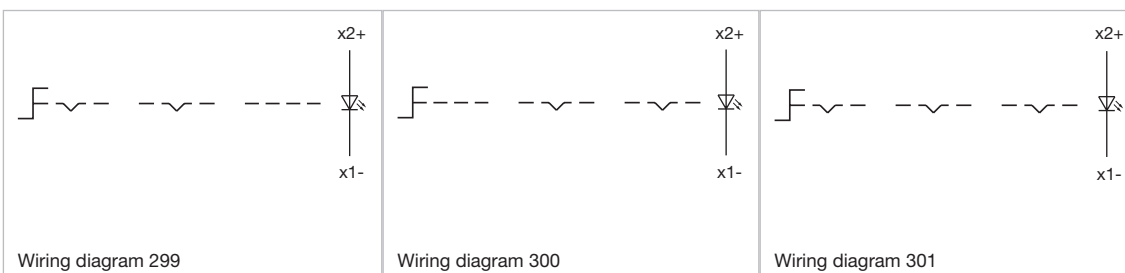 x2+ x2+ x2+
x1- x1- x1-
Wiring diagram 299 Wiring diagram 300 Wiring diagram 301